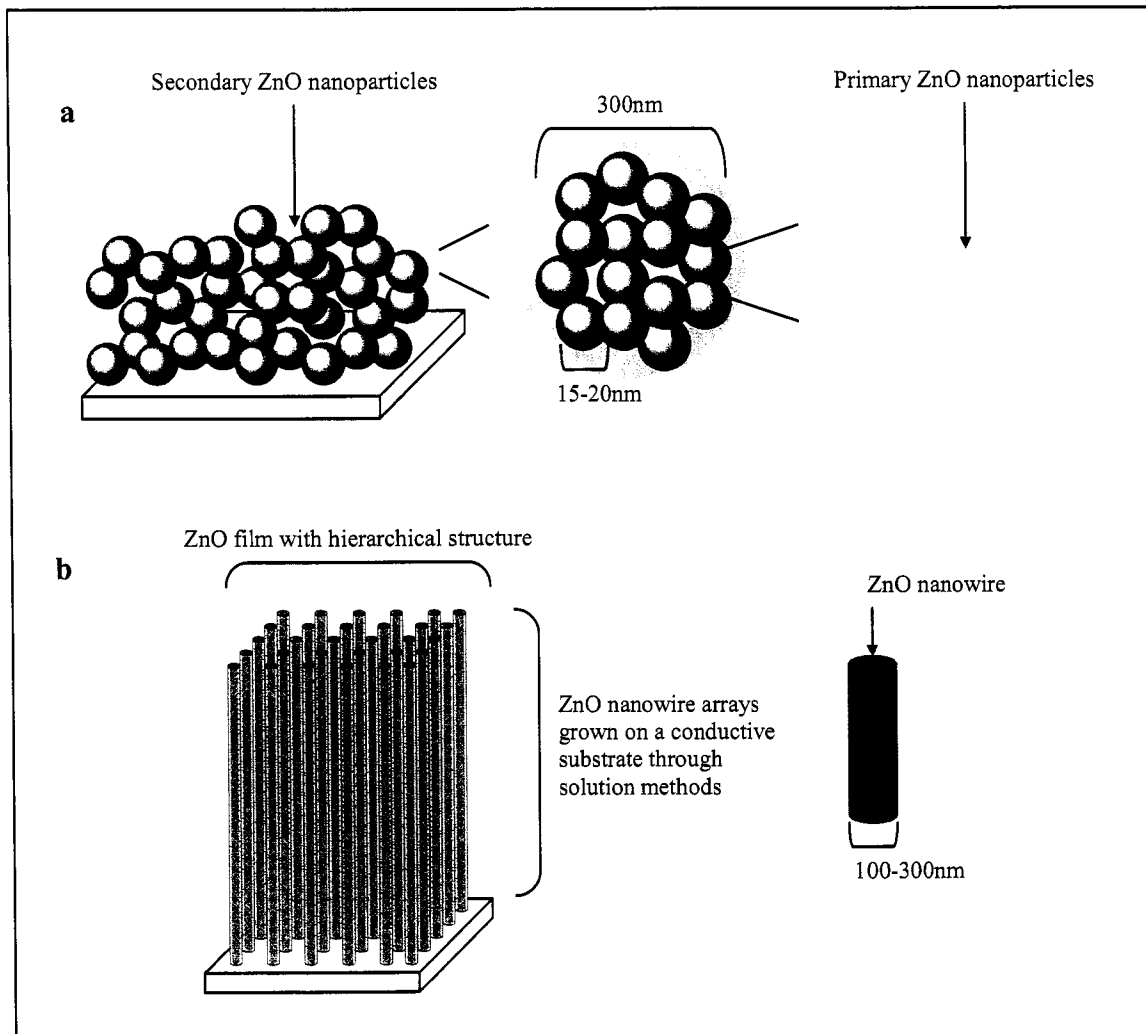 Secondary ZnO nanoparticles
Primary ZnO nanoparticles
a
300nm
15-20nm
ZnO film with hierarchical structure
b
ZnO nanowire
ZnO nanowire arrays
grown on a conductive
substrate through
solution methods
100-300nm